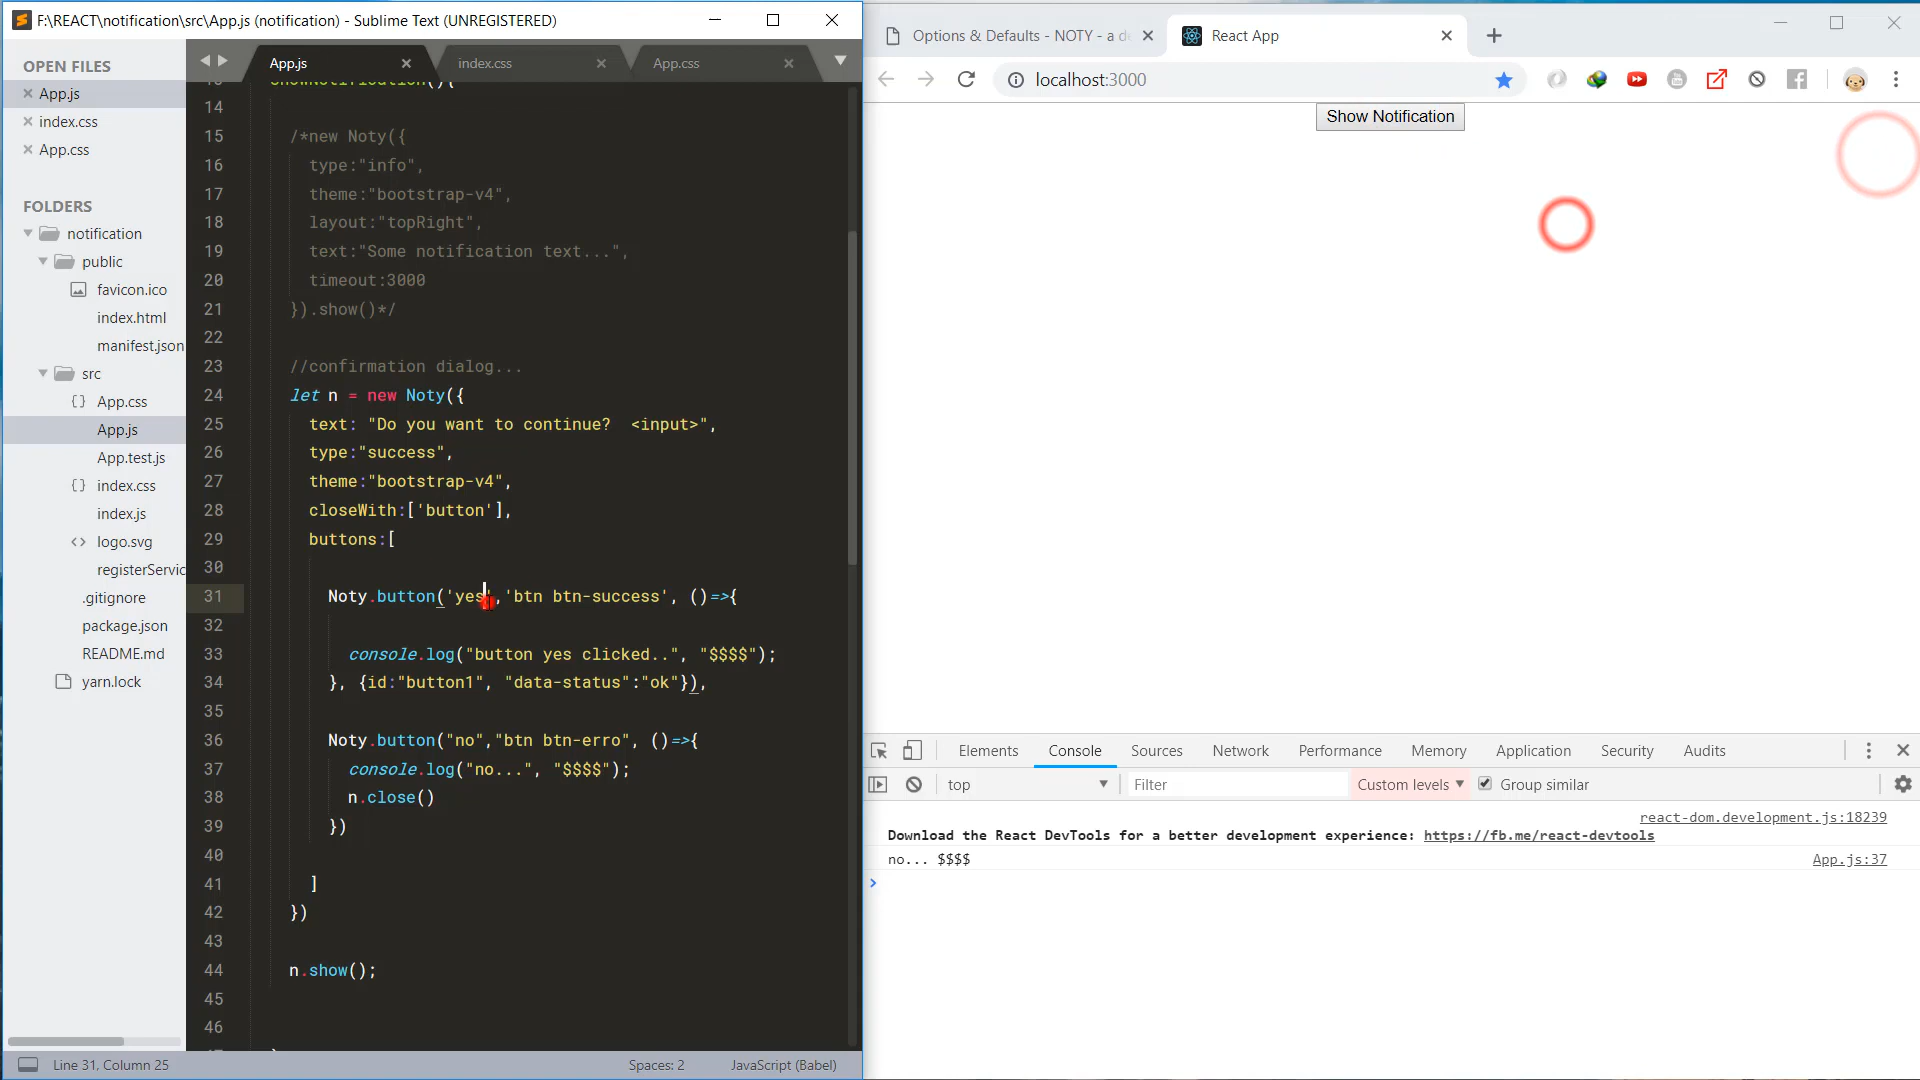 F:\REACT\notification\src\App.js (notification) - Sublime Text (UNREGISTERED)
OPEN FILES
App.js
index.css
App.css
FOLDERS
notification
public
favicon.ico
index.html
manifest.json
src
App.css
App.js
App.test.js
index.css
index.js
logo.svg
registerServic
.gitignore
package.json
README.md
yarn.lock
App.js
index.css
App.css
14
15 /*new Noty({
16 type:"info",
17 theme:"bootstrap-v4",
18 layout:"topRight",
19 text:"Some notification text...",
20 timeout:3000
21 }).show()*/
22
23 //confirmation dialog...
24 let n = new Noty({
25 text: "Do you want to continue?  <input>",
26 type:"success",
27 theme:"bootstrap-v4",
28 closeWith:['button'],
29 buttons:[
30
31 Noty.button('yes','btn btn-success', ()=>{
32
33 console.log("button yes clicked..", "$$$$");
34 }, {id:"button1", "data-status":"ok"}),
35
36 Noty.button("no","btn btn-erro", ()=>{
37 console.log("no...", "$$$$");
38 n.close()
39 })
40
41 ]
42 })
43
44 n.show();
45
46
Line 31, Column 25
Spaces: 2
JavaScript (Babel)
Options & Defaults - NOTY - a de
React App
localhost:3000
Show Notification
Elements Console Sources Network Performance Memory Application Security Audits
top Filter Custom levels Group similar
react-dom.development.js:18239
Download the React DevTools for a better development experience: https://fb.me/react-devtools
no... $$$$ App.js:37